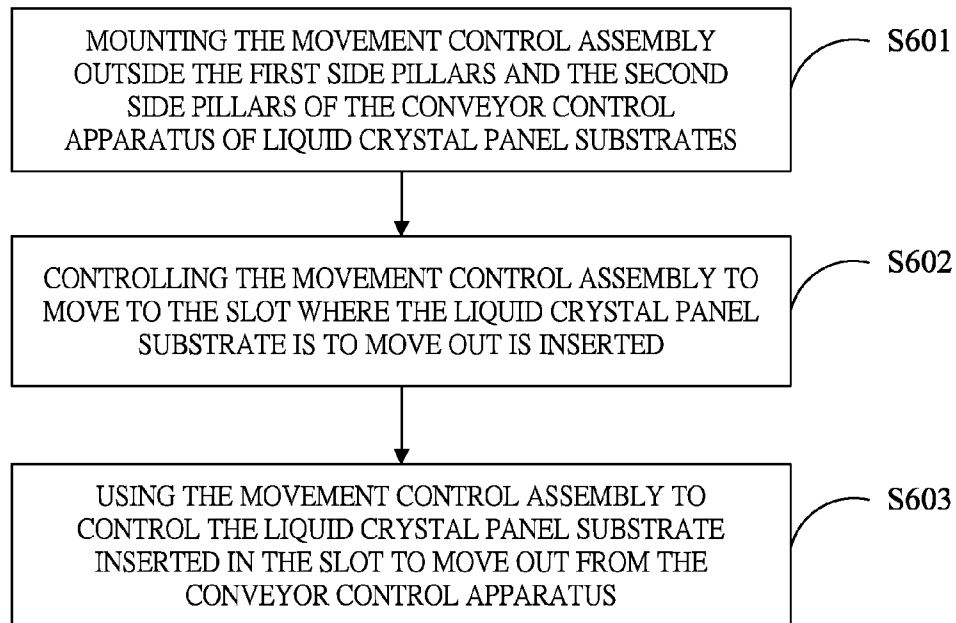 MOUNTING THE MOVEMENT CONTROL ASSEMBLY
OUTSIDE THE FIRST SIDE PILLARS AND THE SECOND
SIDE PILLARS OF THE CONVEYOR CONTROL
APPARATUS OF LIQUID CRYSTAL PANEL SUBSTRATES
S601
CONTROLLING THE MOVEMENT CONTROL ASSEMBLY TO
MOVE TO THE SLOT WHERE THE LIQUID CRYSTAL PANEL
SUBSTRATE IS TO MOVE OUT IS INSERTED
S602
USING THE MOVEMENT CONTROL ASSEMBLY TO
CONTROL THE LIQUID CRYSTAL PANEL SUBSTRATE
INSERTED IN THE SLOT TO MOVE OUT FROM THE
CONVEYOR CONTROL APPARATUS
S603